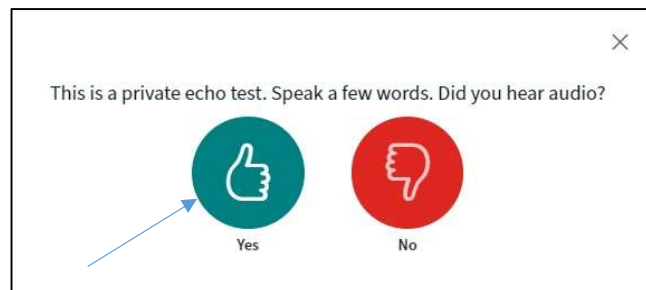 This is a private echo test. Speak a few words. Did you hear audio?
Yes
No